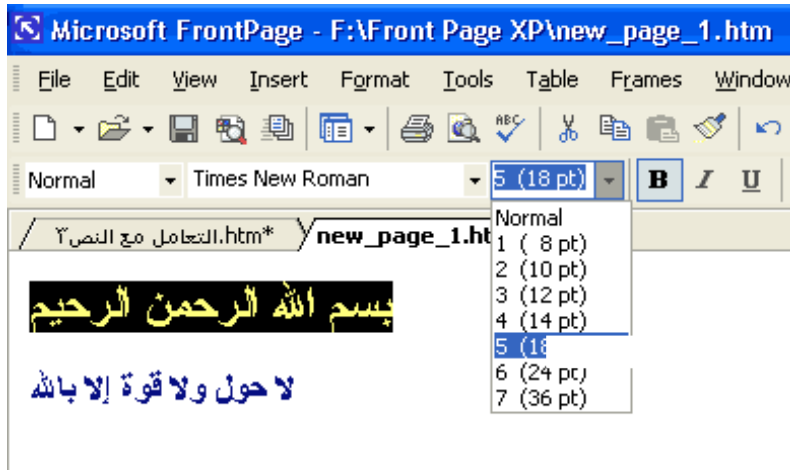 Microsoft FrontPage - F:\Front Page XP\new_page_1.htm
File Edit View Insert Format Tools Table Frames Window
ABC
Normal Times New Roman 5 (18 pt) B I U
التعامل مع النص٣.htm* new_page_1.ht
Normal
1 ( 8 pt)
2 (10 pt)
3 (12 pt)
4 (14 pt)
5 (18
6 (24 pt)
7 (36 pt)
بسم الله الرحمن الرحيم
لا حول ولا قوة إلا بالله